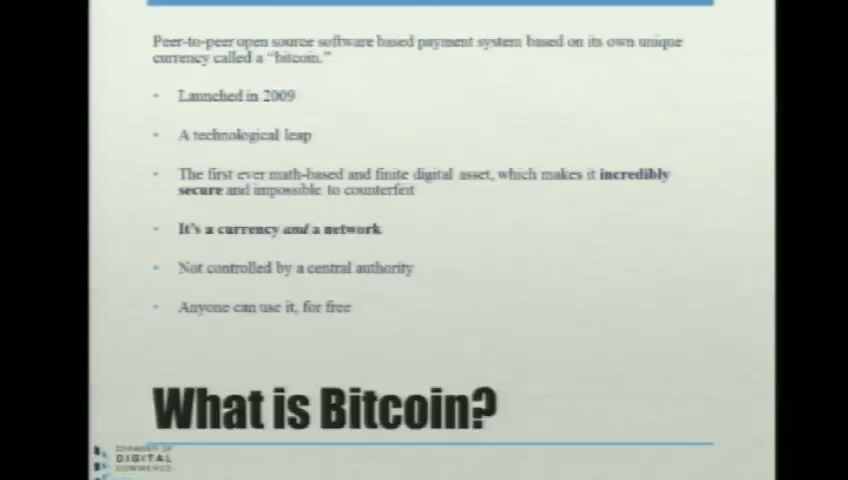 Peer-to-peer open source software based payment system based on its own unique
currency called a “bitcoin.”
• Launched in 2009
• A technological leap
• The first ever math-based and finite digital asset, which makes it incredibly
secure and impossible to counterfeit
• It's a currency and a network
• Not controlled by a central authority
• Anyone can use it, for free
What is Bitcoin?
CHAMBER OF
DIGITAL
COMMERCE